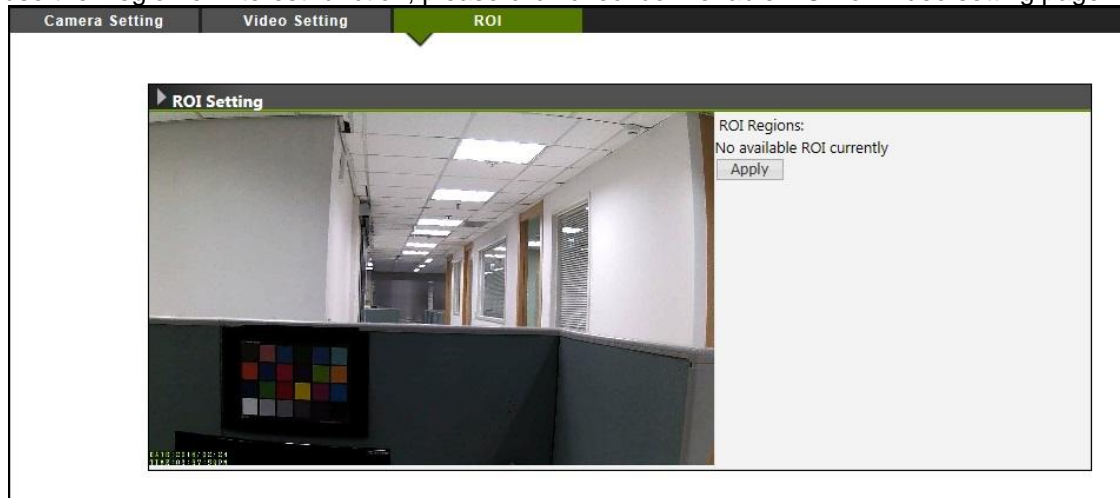 Camera Setting Video Setting ROI
ROI Setting
ROI Regions:
No available ROI currently
Apply